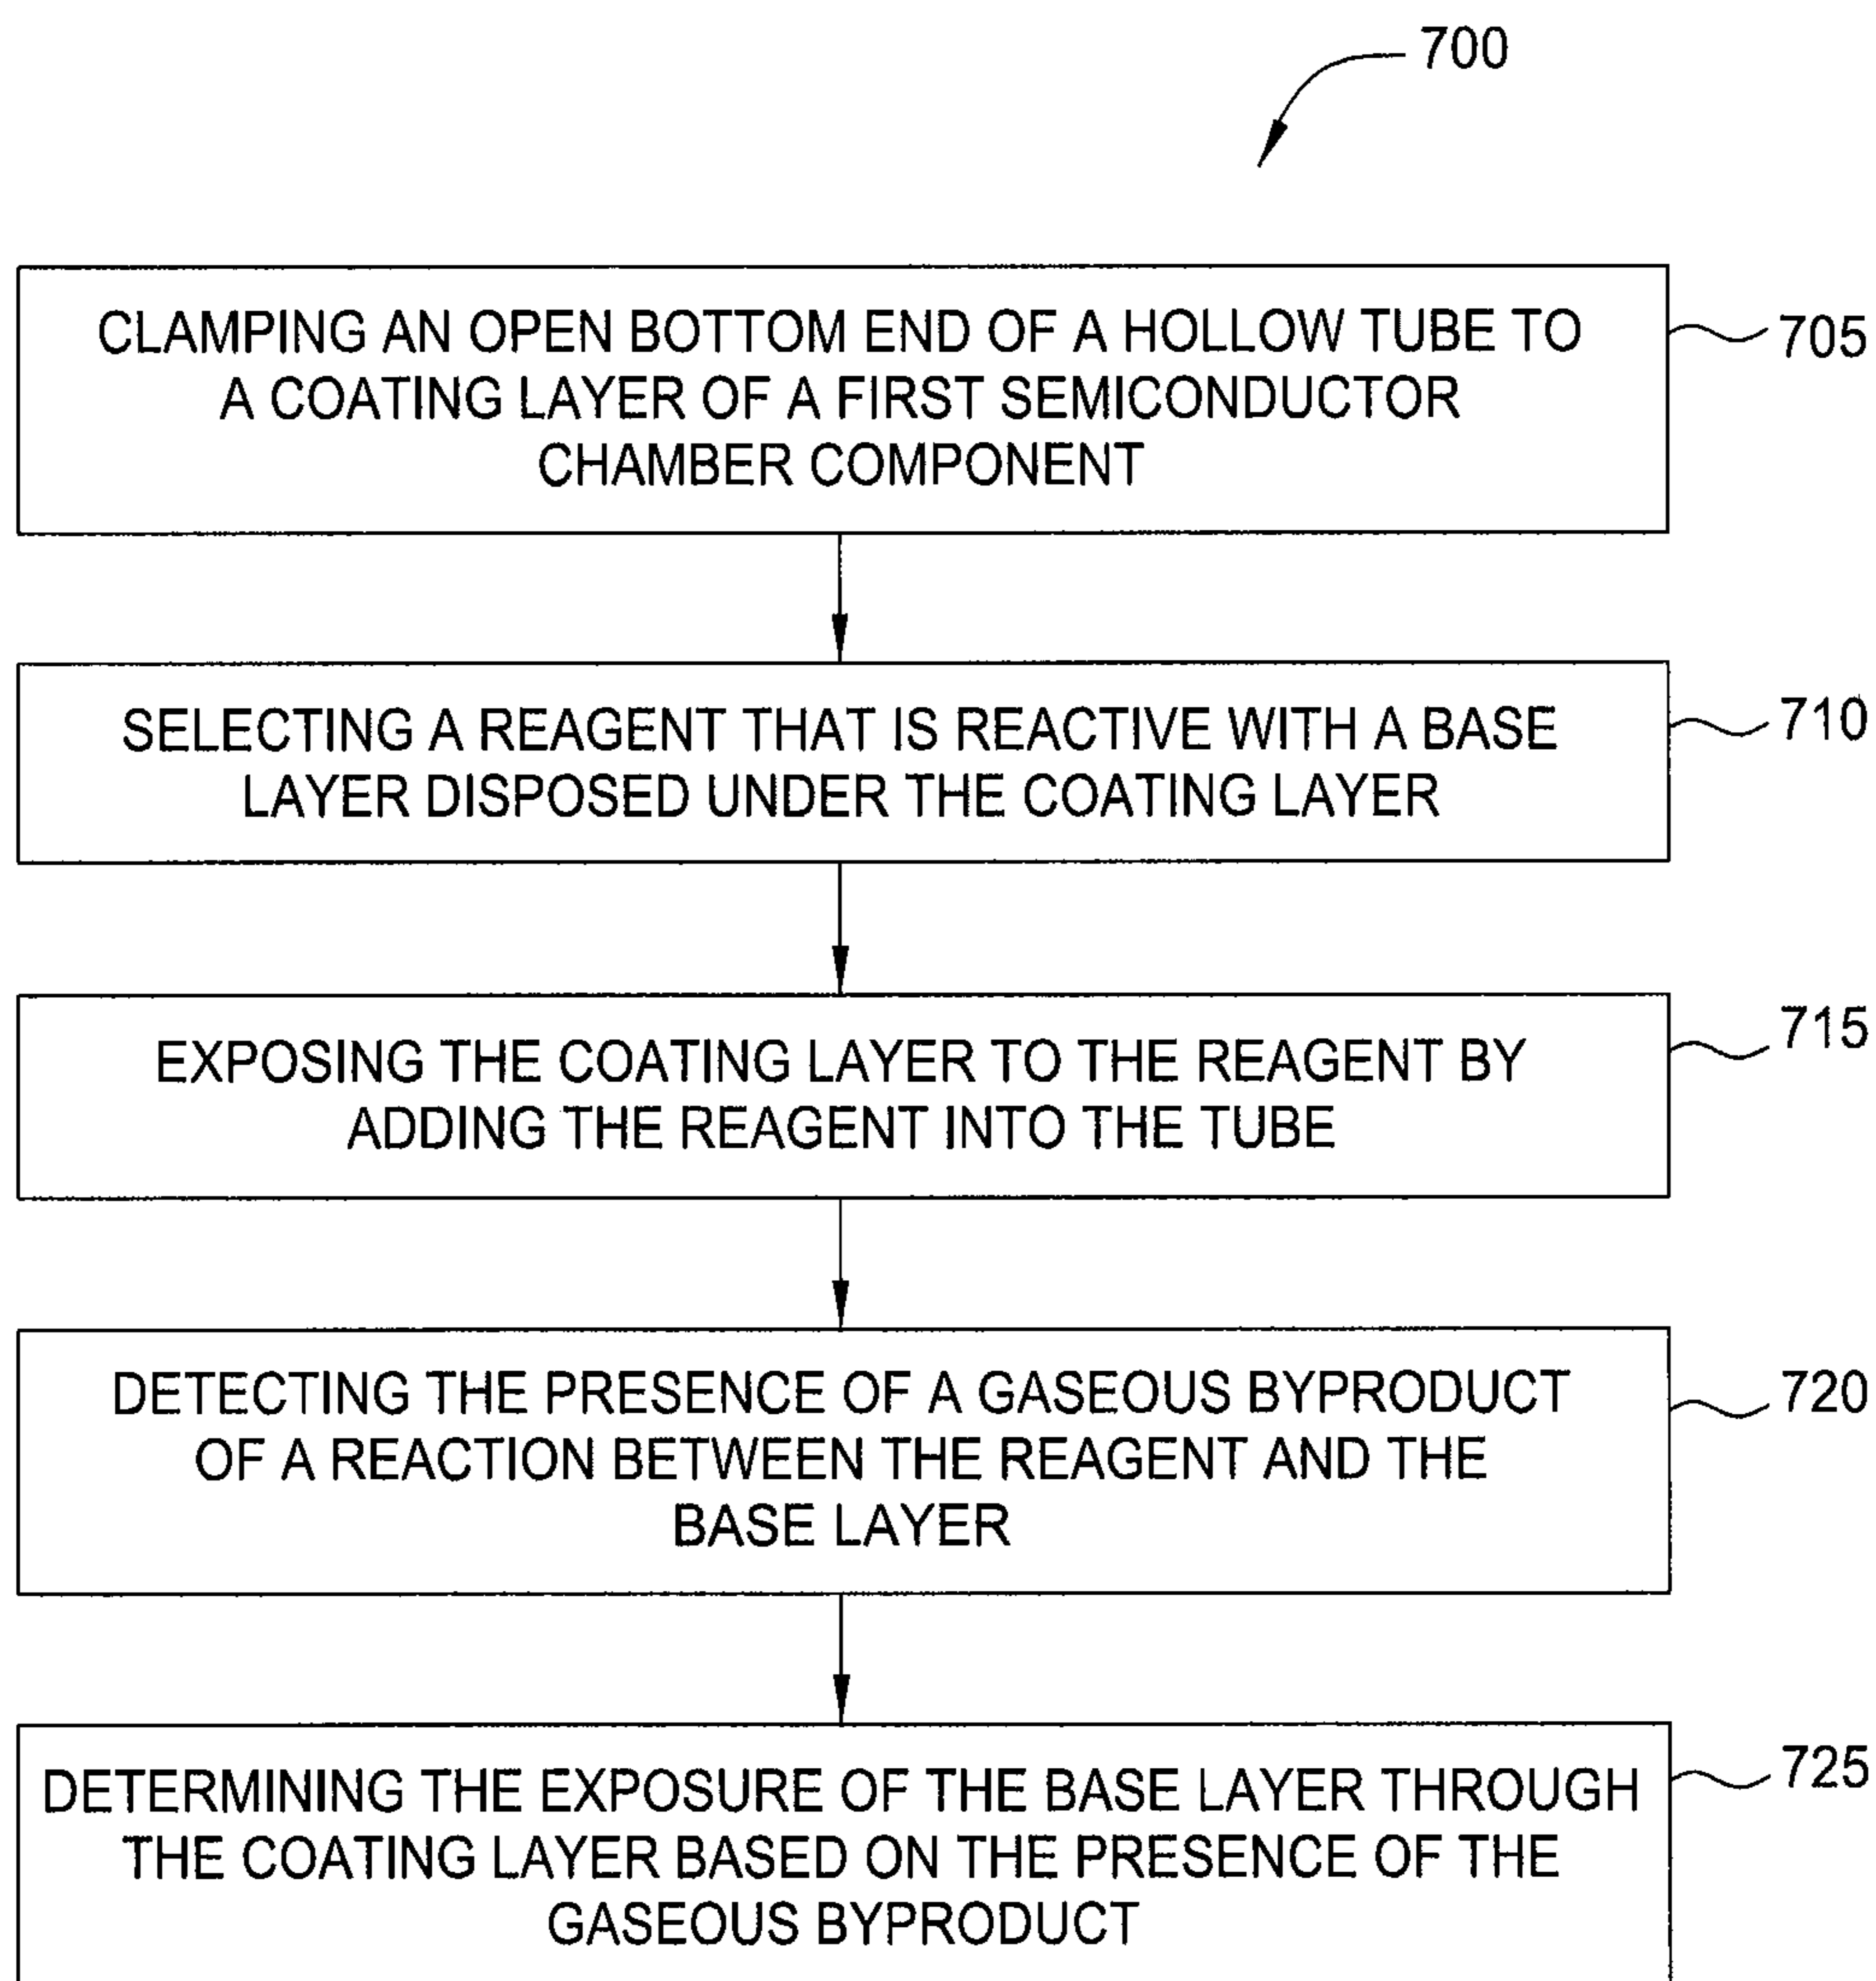 700
CLAMPING AN OPEN BOTTOM END OF A HOLLOW TUBE TO
A COATING LAYER OF A FIRST SEMICONDUCTOR
CHAMBER COMPONENT
705
SELECTING A REAGENT THAT IS REACTIVE WITH A BASE
LAYER DISPOSED UNDER THE COATING LAYER
710
EXPOSING THE COATING LAYER TO THE REAGENT BY
ADDING THE REAGENT INTO THE TUBE
715
DETECTING THE PRESENCE OF A GASEOUS BYPRODUCT
OF A REACTION BETWEEN THE REAGENT AND THE
BASE LAYER
720
DETERMINING THE EXPOSURE OF THE BASE LAYER THROUGH
THE COATING LAYER BASED ON THE PRESENCE OF THE
GASEOUS BYPRODUCT
725